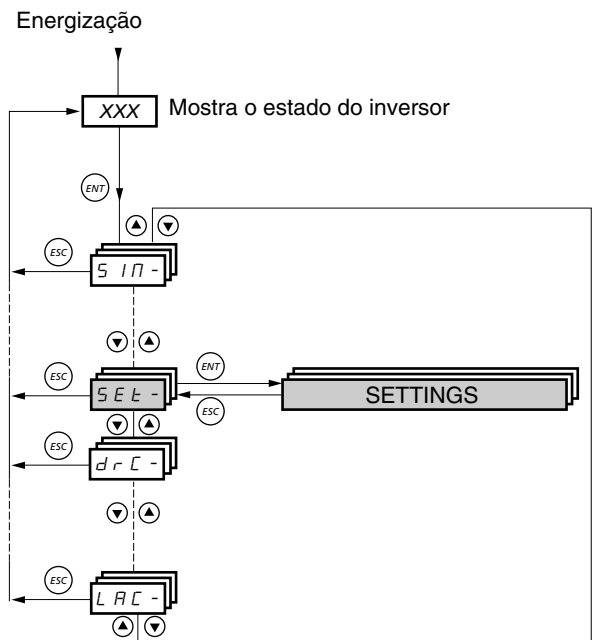 Energização
XXX Mostra o estado do inversor
ENT
ESC
SIM-
ESC
SEt-
ENT
ESC
SETTINGS
ESC
drC-
ESC
LAC-